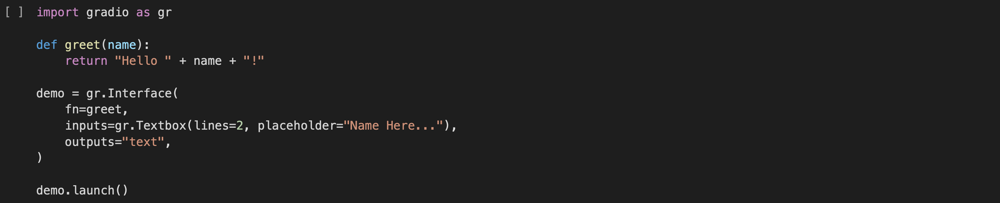 [ ] import gradio as gr
def greet(name):
    return "Hello " + name + "!"
demo = gr.Interface(
    fn=greet,
    inputs=gr.Textbox(lines=2, placeholder="Name Here..."),
    outputs="text",
)
demo.launch()